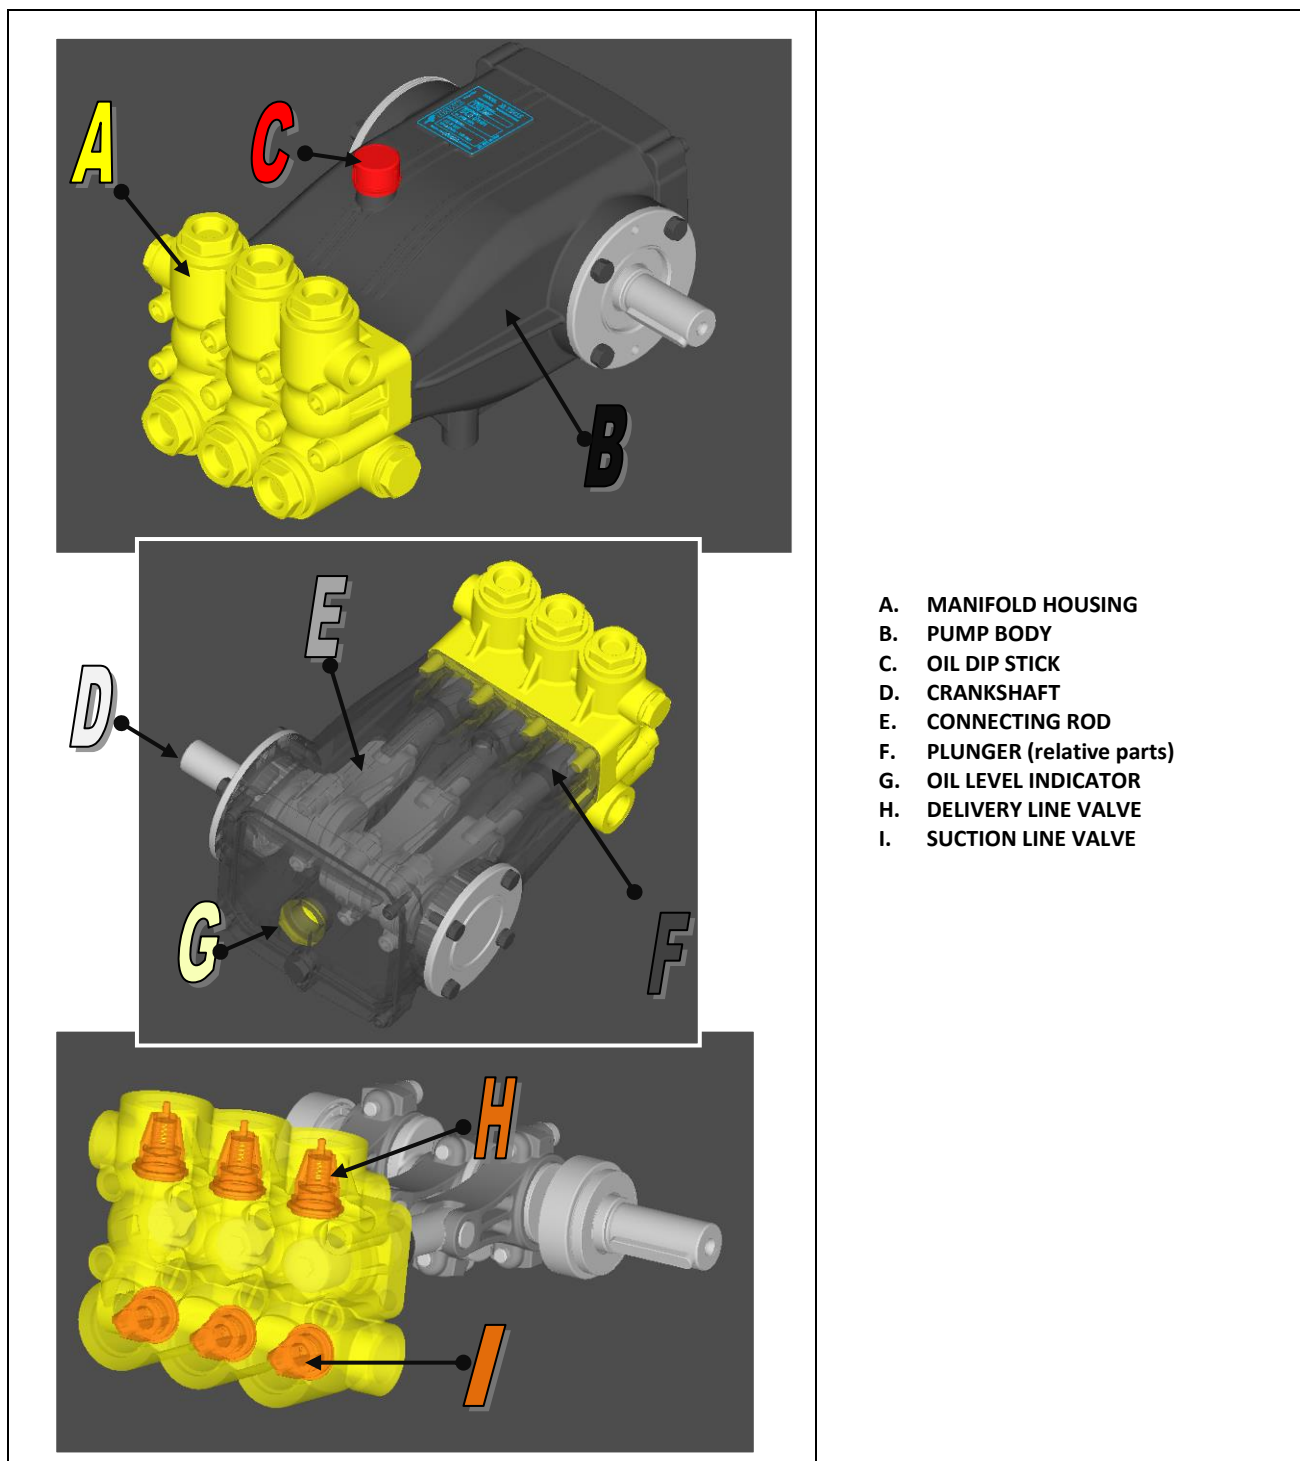 A
C
B
E
D
G
F
H
I
A. MANIFOLD HOUSING
B. PUMP BODY
C. OIL DIP STICK
D. CRANKSHAFT
E. CONNECTING ROD
F. PLUNGER (relative parts)
G. OIL LEVEL INDICATOR
H. DELIVERY LINE VALVE
I. SUCTION LINE VALVE